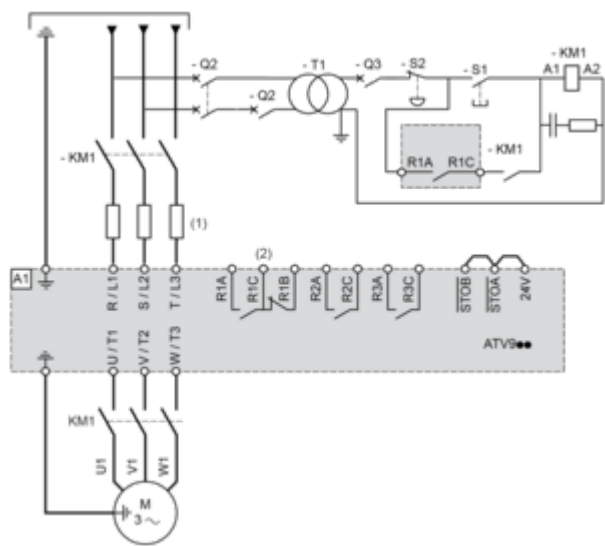 - Q2
- T1
- Q3
- S2
- S1
- KM1
A1
A2
- Q2
- KM1
R1A
R1C
- KM1
(1)
(2)
A1
R / L1
S / L2
T / L3
R1A
R1C
R1B
R2A
R2C
R3A
R3C
STOB
STOA
24V
U / T1
V / T2
W / T3
ATV9●●
KM1
U1
V1
W1
M
3 ~